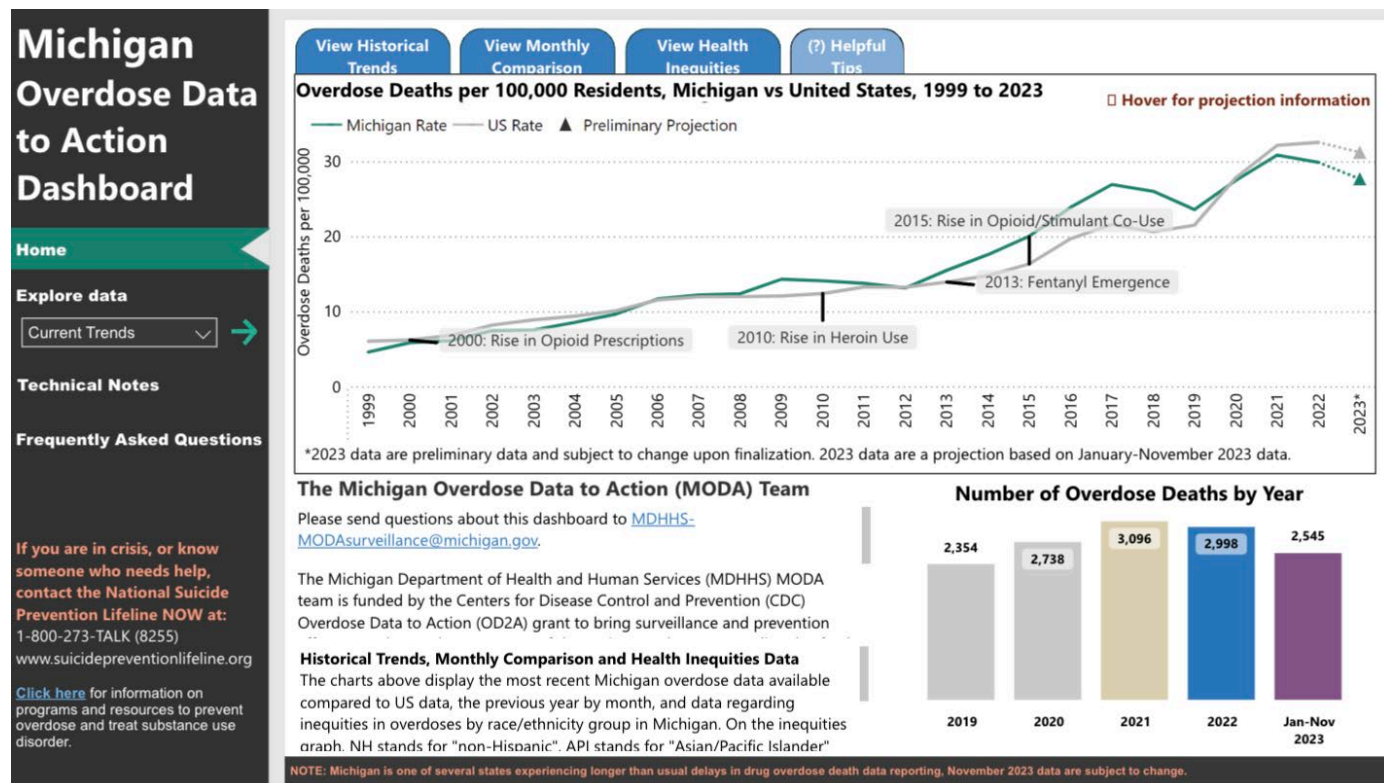 Michigan
Overdose Data
to Action
Dashboard
Home
Explore data
Current Trends
Technical Notes
Frequently Asked Questions
If you are in crisis, or know
someone who needs help,
contact the National Suicide
Prevention Lifeline NOW at:
1-800-273-TALK (8255)
www.suicidepreventionlifeline.org
Click here for information on
programs and resources to prevent
overdose and treat substance use
disorder.
View Historical
Trends
View Monthly
Comparison
View Health
Inequities
(?) Helpful
Tips
Overdose Deaths per 100,000 Residents, Michigan vs United States, 1999 to 2023
Hover for projection information
Michigan Rate US Rate Preliminary Projection
Overdose Deaths per 100,000
30
20
10
0
2015: Rise in Opioid/Stimulant Co-Use
2013: Fentanyl Emergence
2000: Rise in Opioid Prescriptions
2010: Rise in Heroin Use
1999 2000 2001 2002 2003 2004 2005 2006 2007 2008 2009 2010 2011 2012 2013 2014 2015 2016 2017 2018 2019 2020 2021 2022 2023*
*2023 data are preliminary data and subject to change upon finalization. 2023 data are a projection based on January-November 2023 data.
The Michigan Overdose Data to Action (MODA) Team
Please send questions about this dashboard to MDHHS-
MODAsurveillance@michigan.gov.
The Michigan Department of Health and Human Services (MDHHS) MODA
team is funded by the Centers for Disease Control and Prevention (CDC)
Overdose Data to Action (OD2A) grant to bring surveillance and prevention
Historical Trends, Monthly Comparison and Health Inequities Data
The charts above display the most recent Michigan overdose data available
compared to US data, the previous year by month, and data regarding
inequities in overdoses by race/ethnicity group in Michigan. On the inequities
graph, NH stands for "non-Hispanic", API stands for "Asian/Pacific Islander"
Number of Overdose Deaths by Year
2,354
2,738
3,096
2,998
2,545
2019 2020 2021 2022 Jan-Nov
2023
NOTE: Michigan is one of several states experiencing longer than usual delays in drug overdose death data reporting, November 2023 data are subject to change.